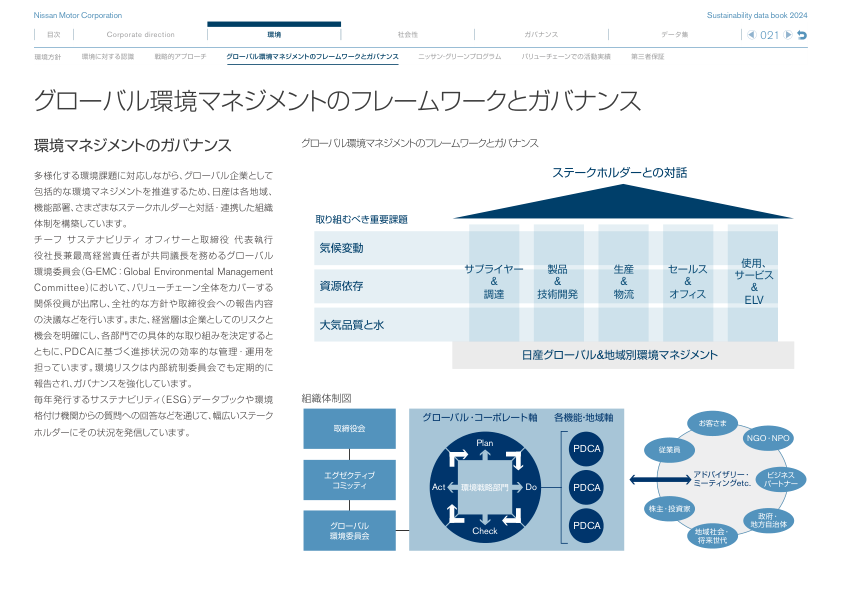 Nissan Motor Corporation
Sustainability data book 2024
目次
Corporate direction
環境
社会性
ガバナンス
データ集
021
環境方針
環境に対する認識
戦略的アプローチ
グローバル環境マネジメントのフレームワークとガバナンス
ニッサン・グリーンプログラム
バリューチェーンでの活動実績
第三者保証
グローバル環境マネジメントのフレームワークとガバナンス
環境マネジメントのガバナンス
多様化する環境課題に対応しながら、グローバル企業として
包括的な環境マネジメントを推進するため、日産は各地域、
機能部署、さまざまなステークホルダーと対話・連携した組織
体制を構築しています。
チーフ サステナビリティ オフィサーと取締役 代表執行
役社長兼最高経営責任者が共同議長を務めるグローバル
環境委員会(G-EMC：Global Environmental Management
Committee)において、バリューチェーン全体をカバーする
関係役員が出席し、全社的な方針や取締役会への報告内容
の決議などを行います。また、経営層は企業としてのリスクと
機会を明確にし、各部門での具体的な取り組みを決定すると
ともに、PDCAに基づく進捗状況の効率的な管理・運用を
担っています。環境リスクは内部統制委員会でも定期的に
報告され、ガバナンスを強化しています。
毎年発行するサステナビリティ(ESG)データブックや環境
格付け機関からの質問への回答などを通じて、幅広いステーク
ホルダーにその状況を発信しています。
グローバル環境マネジメントのフレームワークとガバナンス
ステークホルダーとの対話
取り組むべき重要課題
気候変動
資源依存
大気品質と水
サプライヤー
&
調達
製品
&
技術開発
生産
&
物流
セールス
&
オフィス
使用、
サービス
&
ELV
日産グローバル&地域別環境マネジメント
組織体制図
取締役会
エグゼクティブ
コミッティ
グローバル
環境委員会
グローバル・コーポレート軸
各機能・地域軸
Plan
Act
環境戦略部門
Do
Check
PDCA
PDCA
PDCA
お客さま
NGO・NPO
従業員
アドバイザリー・
ミーティングetc.
ビジネス
パートナー
株主・投資家
政府・
地方自治体
地域社会・
将来世代